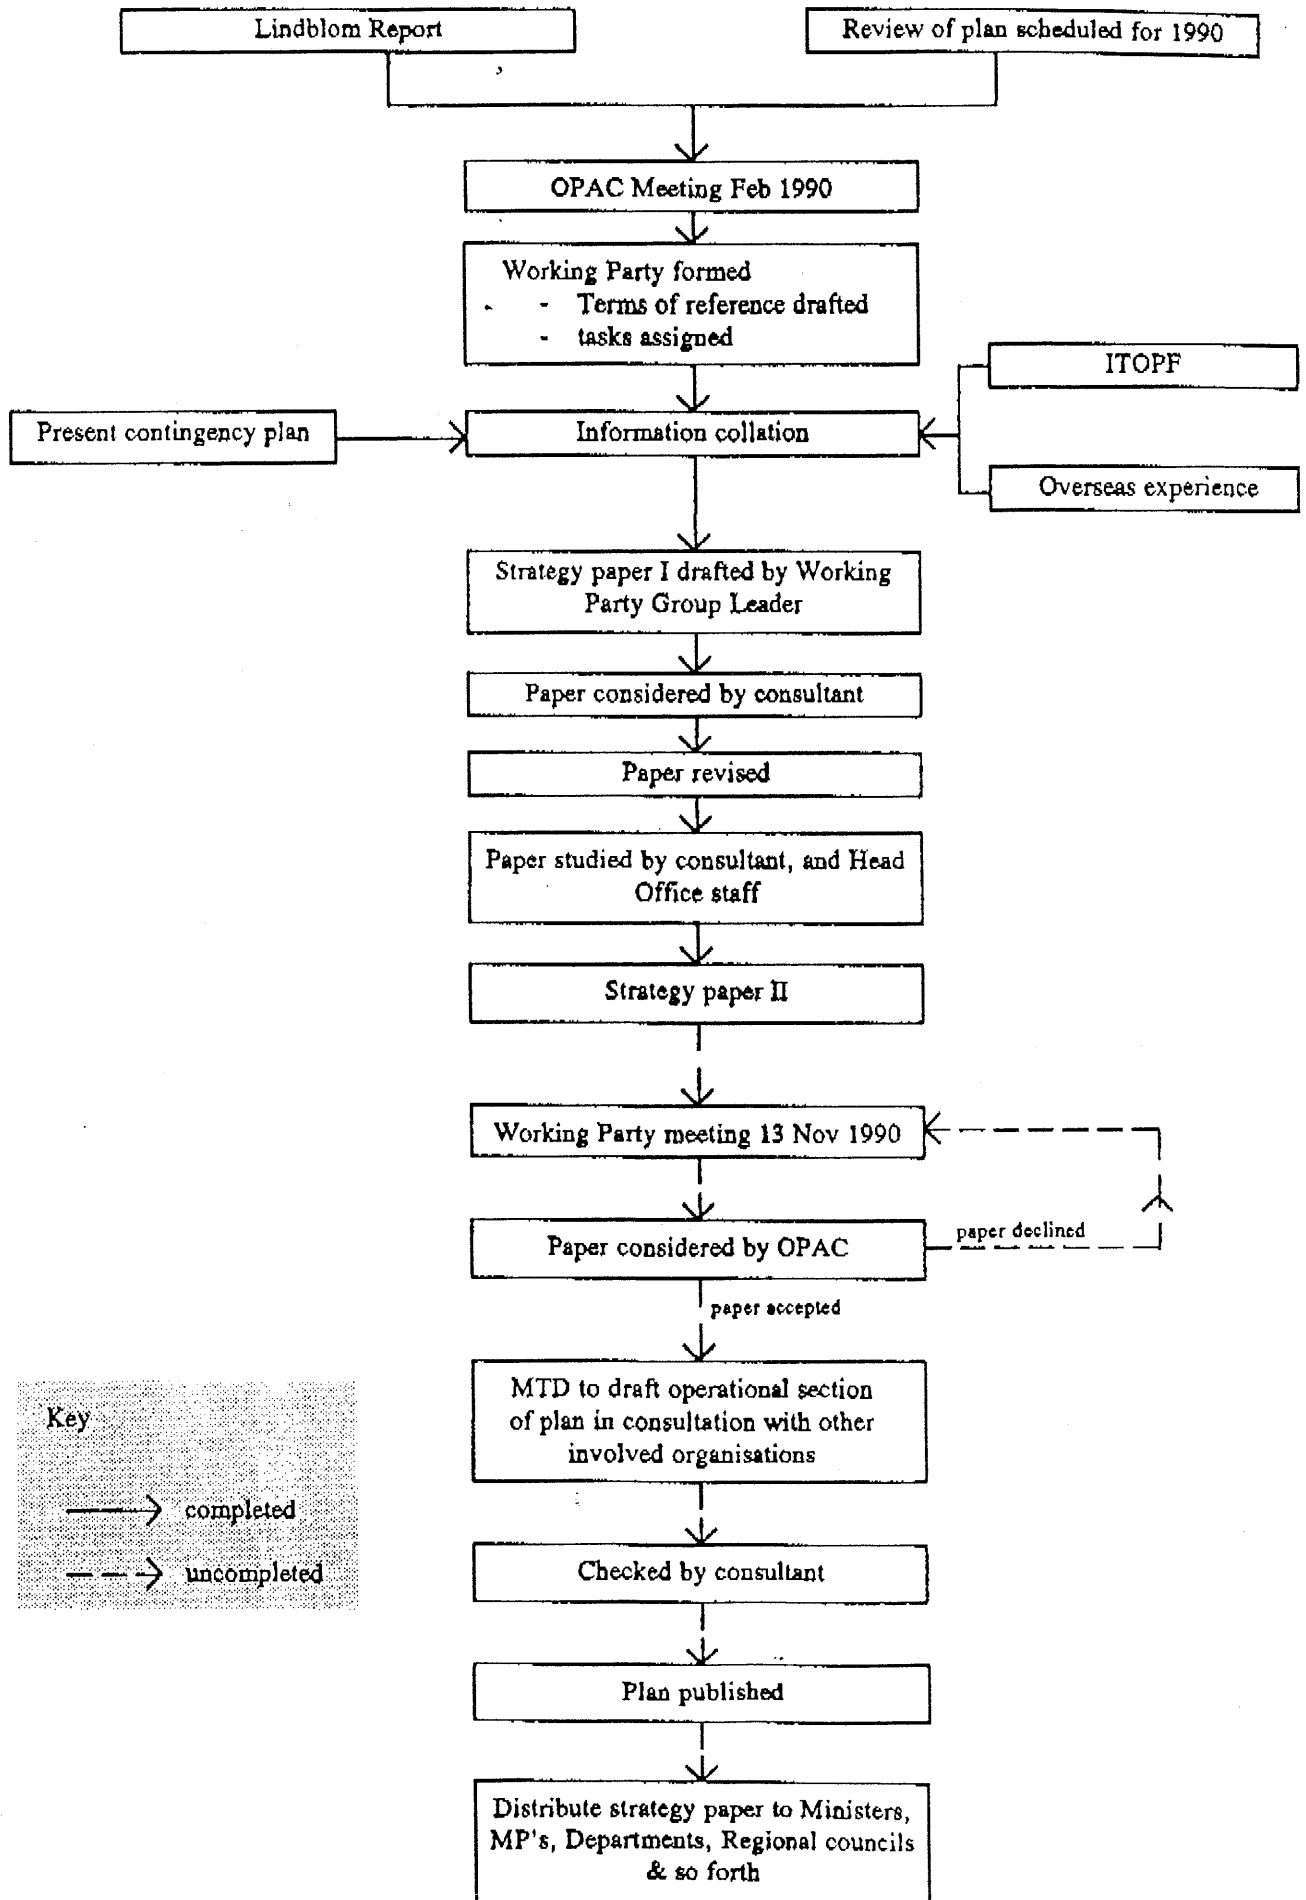 Lindblom Report
Review of plan scheduled for 1990
OPAC Meeting Feb 1990
Working Party formed
- Terms of reference drafted
- tasks assigned
ITOPF
Present contingency plan
Information collation
Overseas experience
Strategy paper I drafted by Working
Party Group Leader
Paper considered by consultant
Paper revised
Paper studied by consultant, and Head
Office staff
Strategy paper II
Working Party meeting 13 Nov 1990
Paper considered by OPAC
paper declined
paper accepted
MTD to draft operational section
of plan in consultation with other
involved organisations
Key
completed
uncompleted
Checked by consultant
Plan published
Distribute strategy paper to Ministers,
MP's, Departments, Regional councils
& so forth